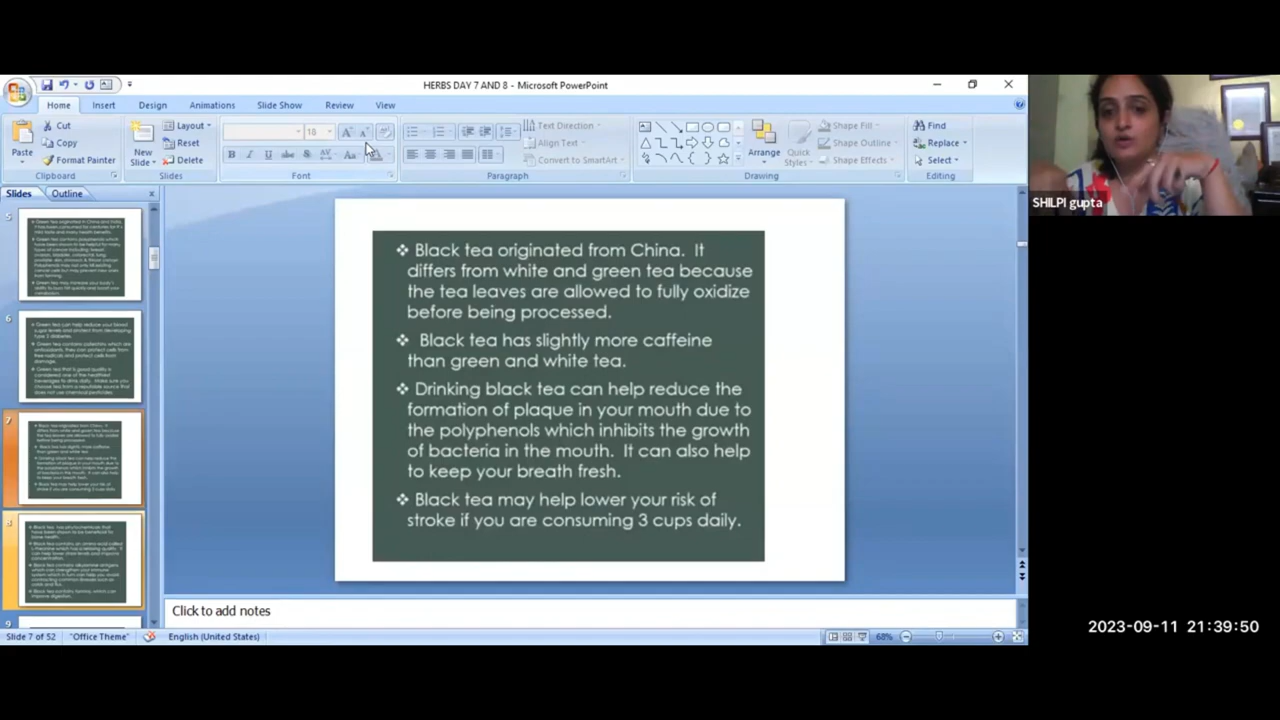 HERBS DAY 7 AND 8 - Microsoft PowerPoint
Home Insert Design Animations Slide Show Review View
Cut
Copy
Format Painter
Paste
Clipboard
New
Slide
Layout
Reset
Delete
Slides
18
Font
Text Direction
Align Text
Convert to SmartArt
Paragraph
Arrange
Quick
Styles
Shape Fill
Shape Outline
Shape Effects
Drawing
Find
Replace
Select
Editing
SHILPI gupta
Slides Outline
5
6
7
8
9
Black tea originated from China. It
differs from white and green tea because
the tea leaves are allowed to fully oxidize
before being processed.
Black tea has slightly more caffeine
than green and white tea.
Drinking black tea can help reduce the
formation of plaque in your mouth due to
the polyphenols which inhibits the growth
of bacteria in the mouth. It can also help
to keep your breath fresh.
Black tea may help lower your risk of
stroke if you are consuming 3 cups daily.
Click to add notes
Slide 7 of 52 "Office Theme" English (United States) 68%
2023-09-11 21:39:50